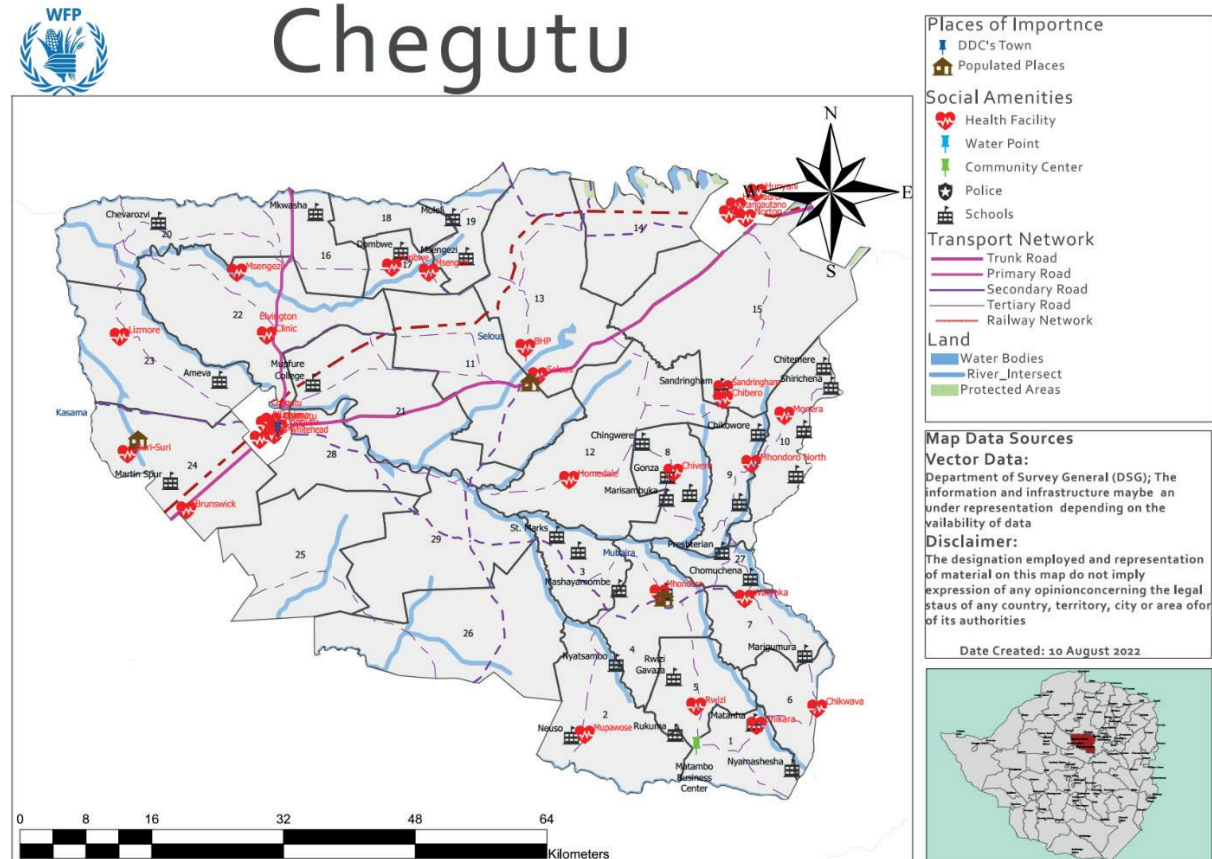 WFP
Chegutu
N
W
E
S
Munyani
Norton
Chevarozvi
20
Mkwasha
18
19
16
Dombwe
17
Msengezi
14
Msengezi
13
22
Elvington
Clinic
Lizmore
23
Selous
BHP
15
Ameva
Mupfure
College
11
Selous
21
Chitemere
Shirichena
Sandringham
Sandringham
Chibero
Monera
Kasama
Whitehead
28
Chingwere
Chikowore
10
12
8
Martin Spur
24
Homedale
Gonza
Chivero
9
Mhondoro North
Marisambuka
Brunswick
St. Marks
29
25
3
Presbterian
27
Mashayamombe
Chomuchena
7
26
4
Nyatsambo
Rwizi
Gavaza
Marigumura
5
6
2
Rwizi
Chikwava
Neuso
Mupawose
Rukuma
Matanha
1
Matambo
Business
Center
Nyamashesha
0
8
16
32
48
64
Kilometers
Places of Importnce
DDC's Town
Populated Places
Social Amenities
Health Facility
Water Point
Community Center
Police
Schools
Transport Network
Trunk Road
Primary Road
Secondary Road
Tertiary Road
Railway Network
Land
Water Bodies
River_Intersect
Protected Areas
Map Data Sources
Vector Data:
Department of Survey General (DSG); The
information and infrastructure maybe an
under representation depending on the
vailability of data
Disclaimer:
The designation employed and representation
of material on this map do not imply
expression of any opinionconcerning the legal
staus of any country, territory, city or area ofor
of its authorities
Date Created: 10 August 2022